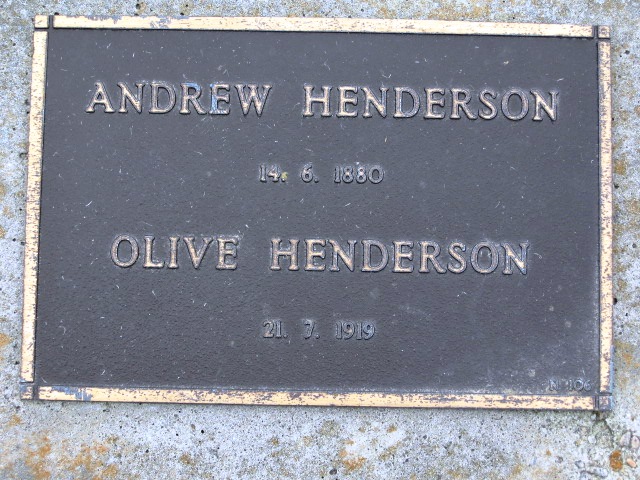 ANDREW HENDERSON
14. 6. 1880
OLIVE HENDERSON
21. 7. 1919